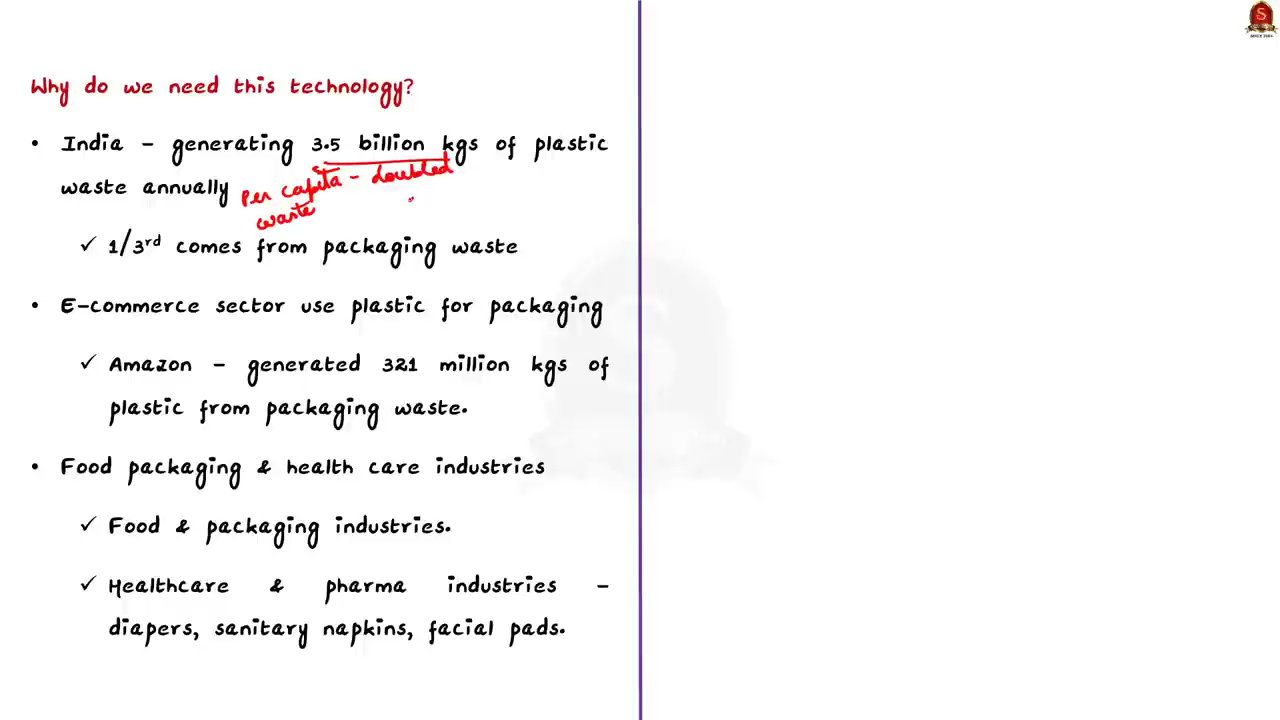 Why do we need this technology?
• India – generating 3.5 billion kgs of plastic
waste annually
Per capita – doubled
waste
✓ 1/3rd comes from packaging waste
• E-commerce sector use plastic for packaging
✓ Amazon – generated 321 million kgs of
plastic from packaging waste.
• Food packaging & health care industries
✓ Food & packaging industries.
✓ Healthcare & pharma industries –
diapers, sanitary napkins, facial pads.
S
SINCE 2004